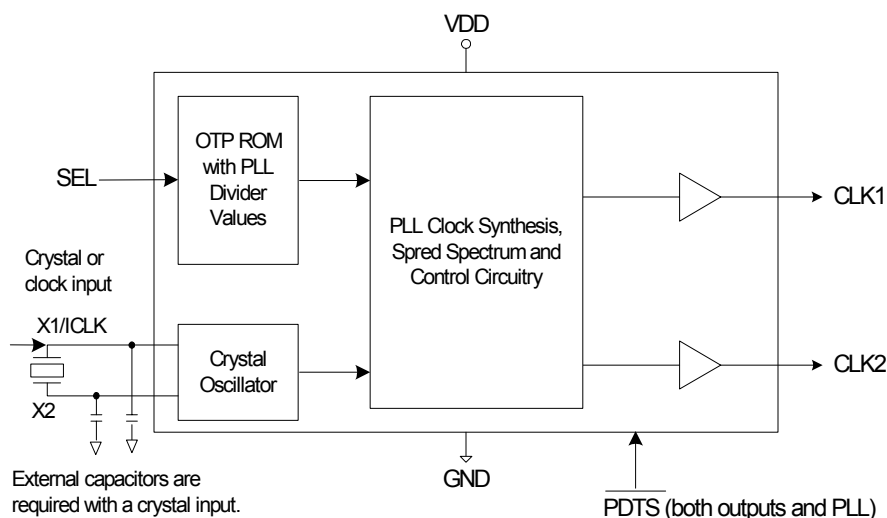 VDD
OTP ROM
with PLL
Divider
Values
SEL
PLL Clock Synthesis,
Spred Spectrum and
Control Circuitry
CLK1
Crystal or
clock input
X1/ICLK
Crystal
Oscillator
X2
CLK2
External capacitors are
required with a crystal input.
GND
PDTS (both outputs and PLL)